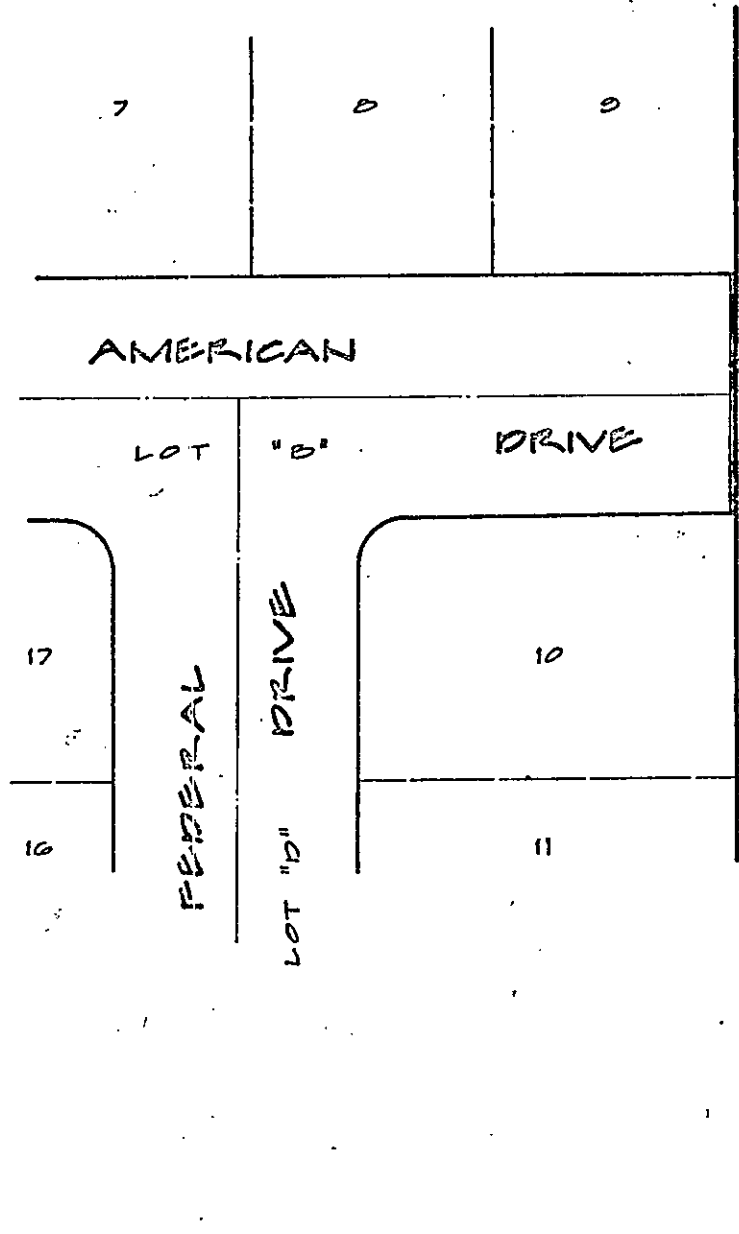 7 8 9
AMERICAN
LOT "B" DRIVE
17 FEDERAL DRIVE 10
16 LOT "D" 11